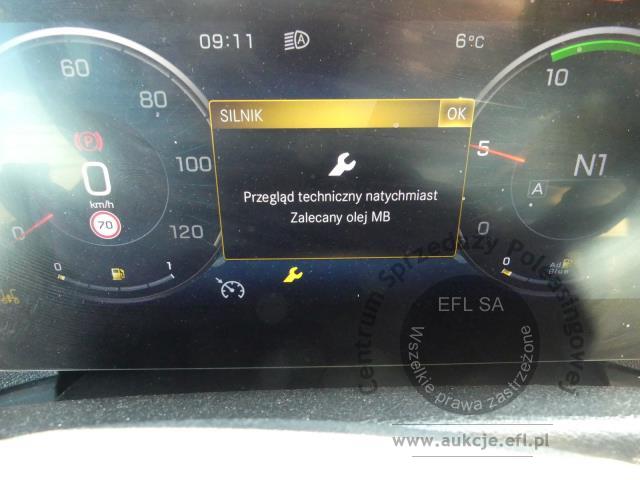 09:11
A
6°C
60
80
100
120
0
P
0
km/h
70
0
1
SILNIK
OK
Przegląd techniczny natychmiast
Zalecany olej MB
10
5
0
N1
A
0
AdBlue
Centrum Sprzedaży Poleasingowej
EFL SA
Wszelkie prawa zastrzeżone
www.aukcje.efl.pl